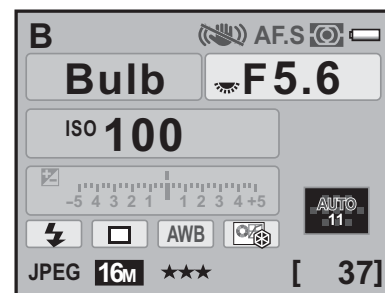 B AF.S
Bulb F5.6
ISO 100
-5 4 3 2 1 1 2 3 4 +5
AUTO
11
AWB
JPEG 16M ★★★ [ 37]